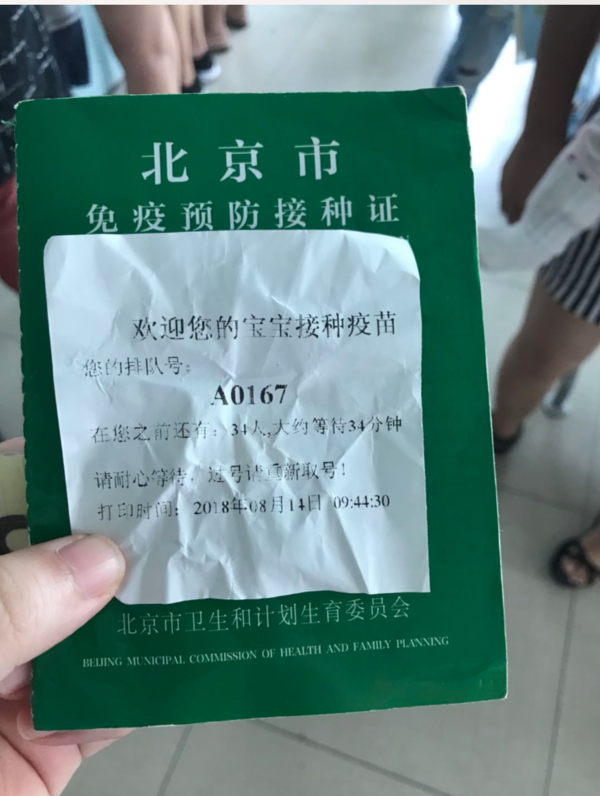 北京市
免疫预防接种证
欢迎您的宝宝接种疫苗
您的排队号:
A0167
在您之前还有：34人,大约等待34分钟
请耐心等待，过号请重新取号!
打印时间：2018年08月14日 09:44:30
北京市卫生和计划生育委员会
BEIJING MUNICIPAL COMMISSION OF HEALTH AND FAMILY PLANNING